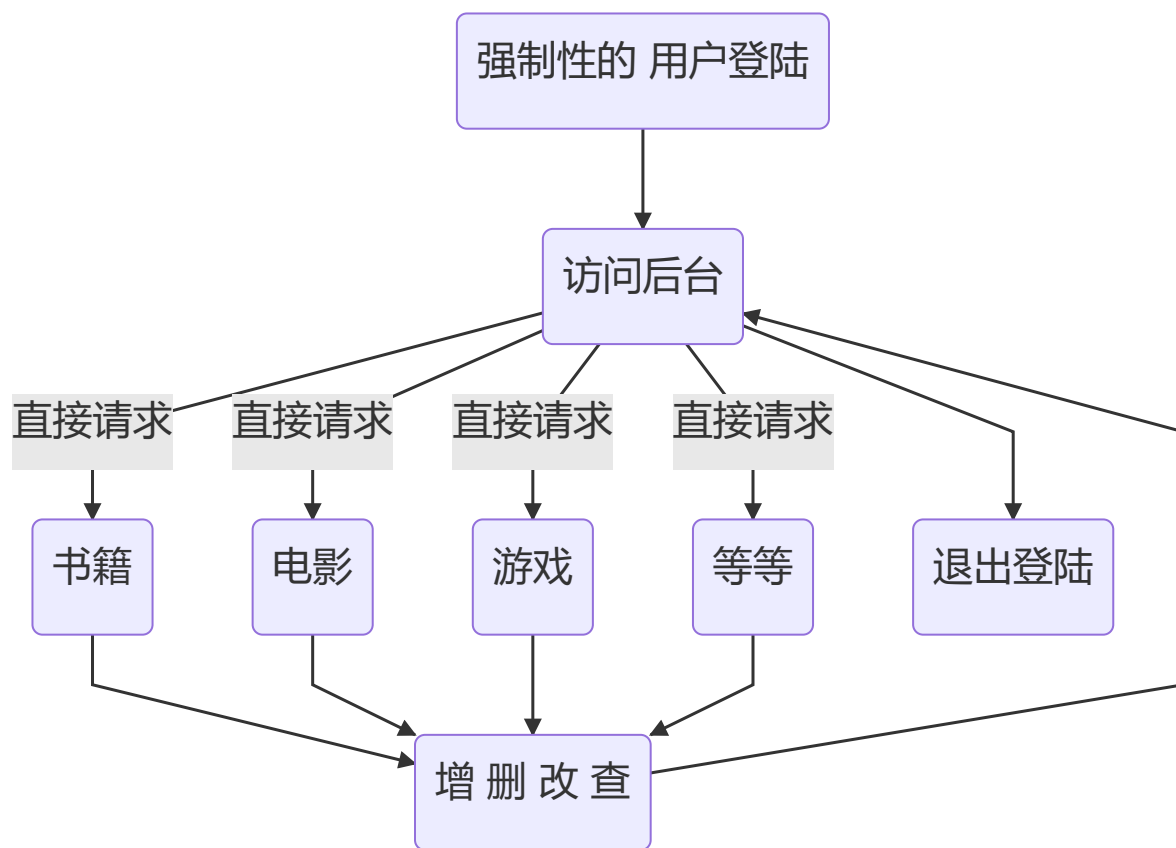 强制性的 用户登陆
访问后台
直接请求
直接请求
直接请求
直接请求
书籍
电影
游戏
等等
退出登陆
增 删 改 查